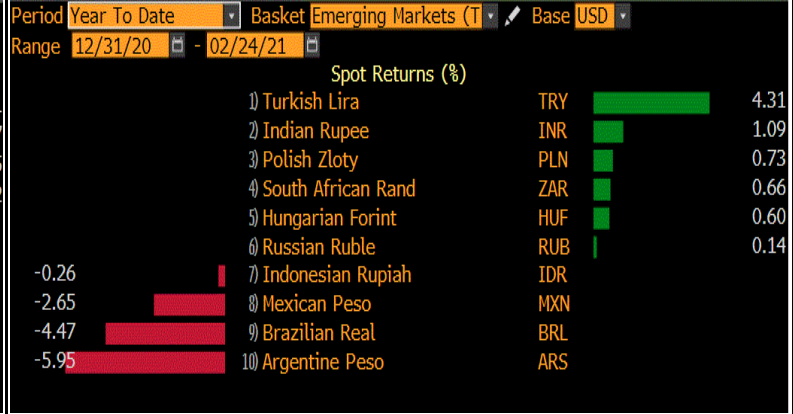 Period Year To Date Basket Emerging Markets (T Base USD
Range 12/31/20 - 02/24/21
Spot Returns (%)
1) Turkish Lira TRY 4.31
2) Indian Rupee INR 1.09
3) Polish Zloty PLN 0.73
4) South African Rand ZAR 0.66
5) Hungarian Forint HUF 0.60
6) Russian Ruble RUB 0.14
-0.26 7) Indonesian Rupiah IDR
-2.65 8) Mexican Peso MXN
-4.47 9) Brazilian Real BRL
-5.95 10) Argentine Peso ARS